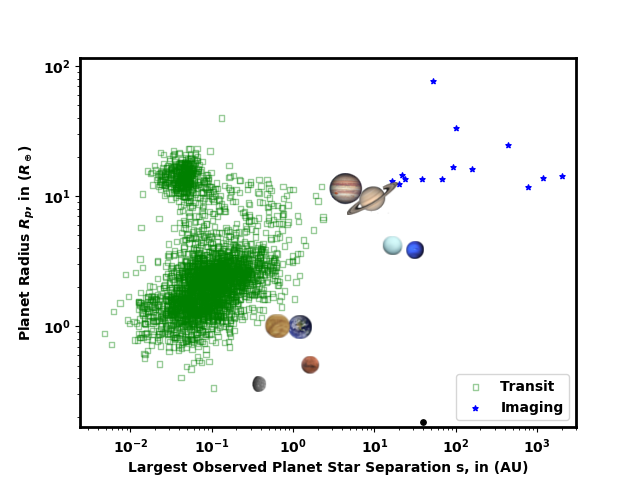 10²
10¹
10⁰
Planet Radius Rₚ, in (R⊕)
Transit
Imaging
10⁻² 10⁻¹ 10⁰ 10¹ 10² 10³
Largest Observed Planet Star Separation s, in (AU)